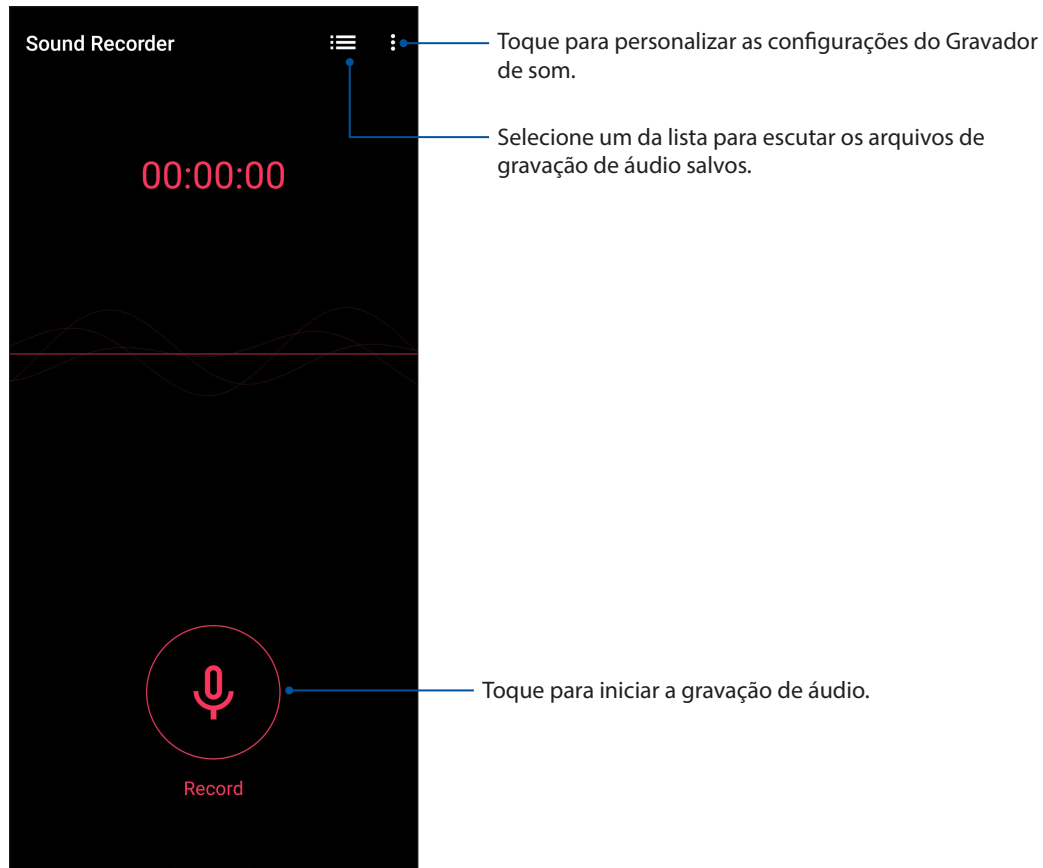 Sound Recorder
Toque para personalizar as configurações do Gravador
de som.
Selecione um da lista para escutar os arquivos de
gravação de áudio salvos.
00:00:00
Toque para iniciar a gravação de áudio.
Record